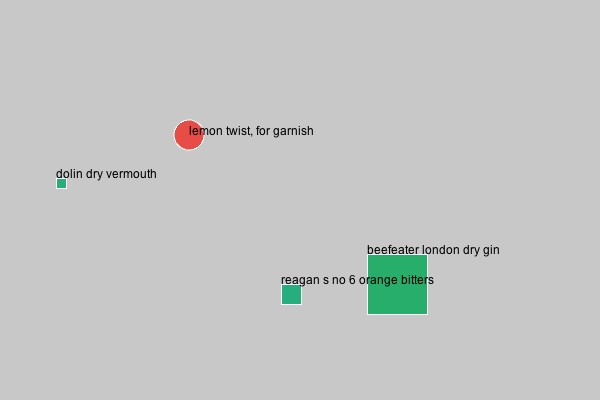 lemon twist, for garnish
dolin dry vermouth
beefeater london dry gin
reagan s no 6 orange bitters